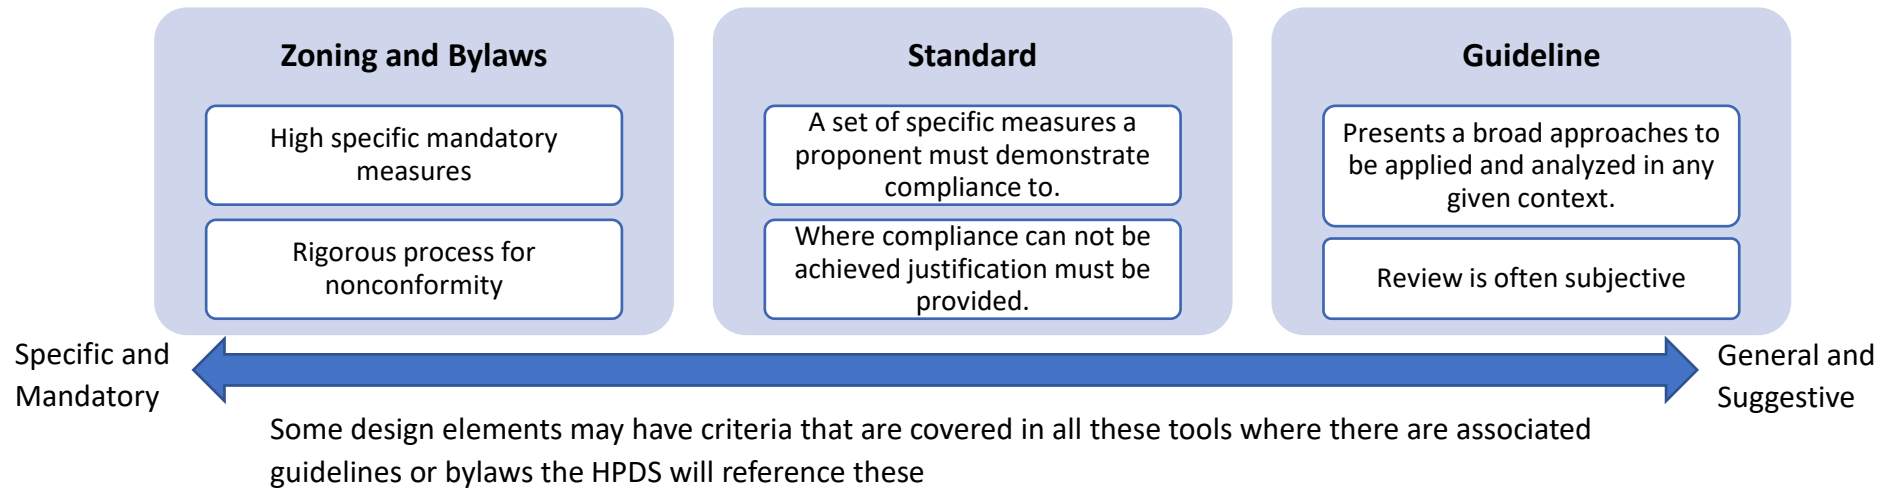 Zoning and Bylaws
High specific mandatory
measures
Rigorous process for
nonconformity
Standard
A set of specific measures a
proponent must demonstrate
compliance to.
Where compliance can not be
achieved justification must be
provided.
Guideline
Presents a broad approaches to
be applied and analyzed in any
given context.
Review is often subjective
Specific and
Mandatory
General and
Suggestive
Some design elements may have criteria that are covered in all these tools where there are associated
guidelines or bylaws the HPDS will reference these